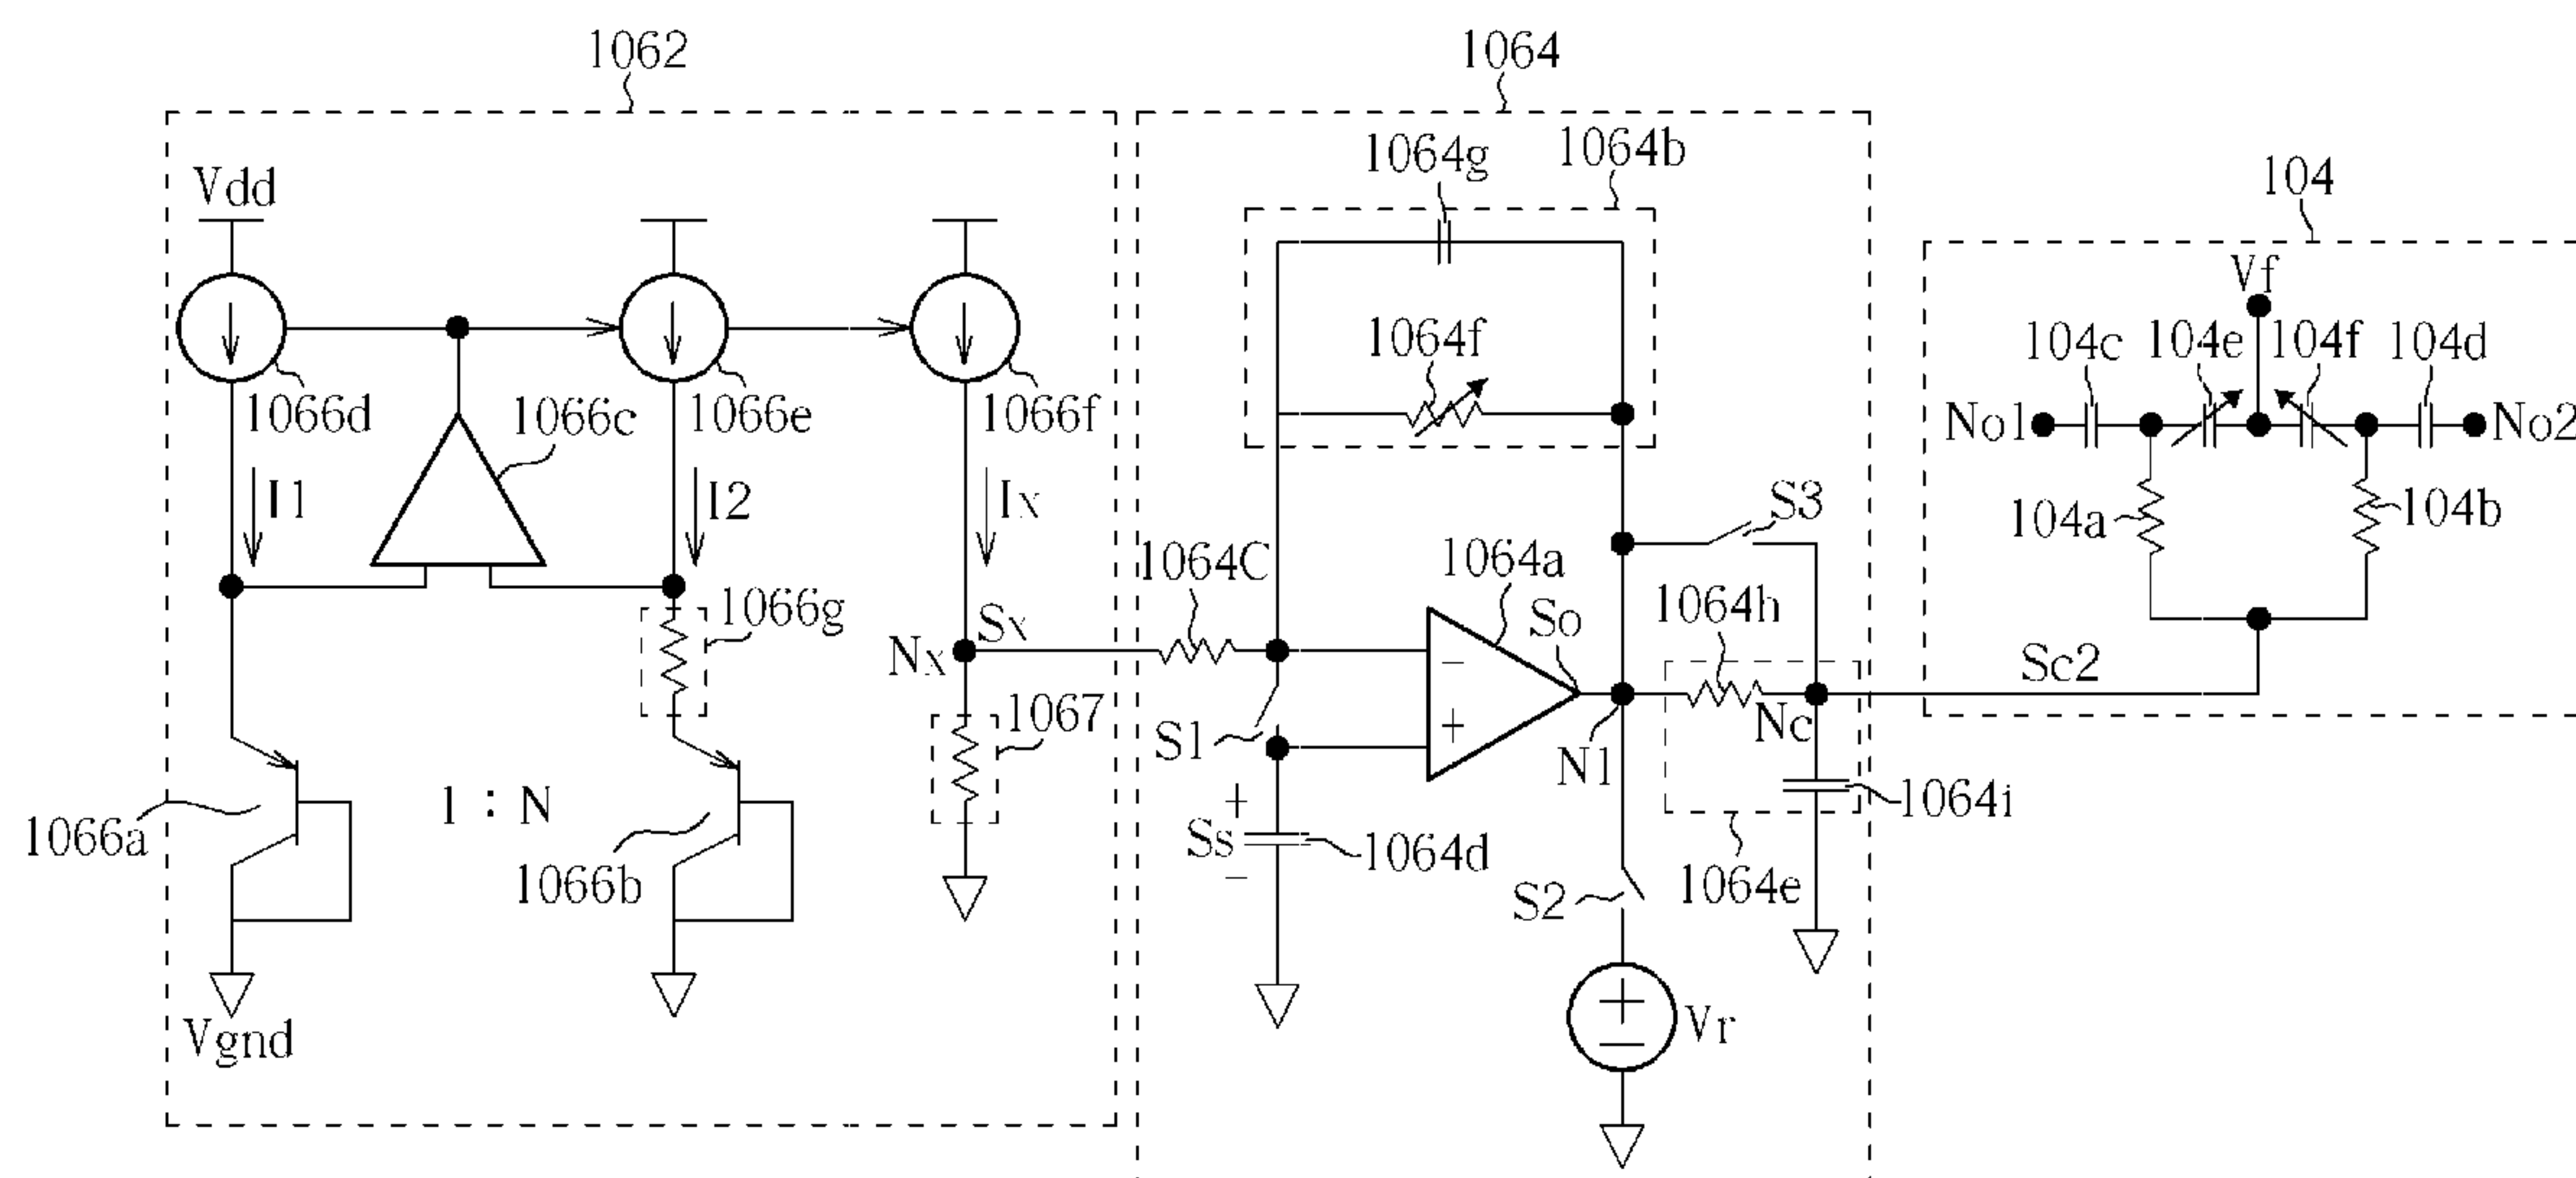 1062
1064
1064g
1064b
104
Vdd
Vf
1064f
104c
104e
104f
104d
1066d
1066c
1066e
1066f
No1
No2
I1
I2
Ix
S3
104a
104b
1064C
1064a
1066g
Sx
So
1064h
Nx
Sc2
1067
S1
+
−
Nc
N1
1 : N
1064i
1066a
+
Ss
−
1064d
1066b
S2
1064e
+
−
Vr
Vgnd